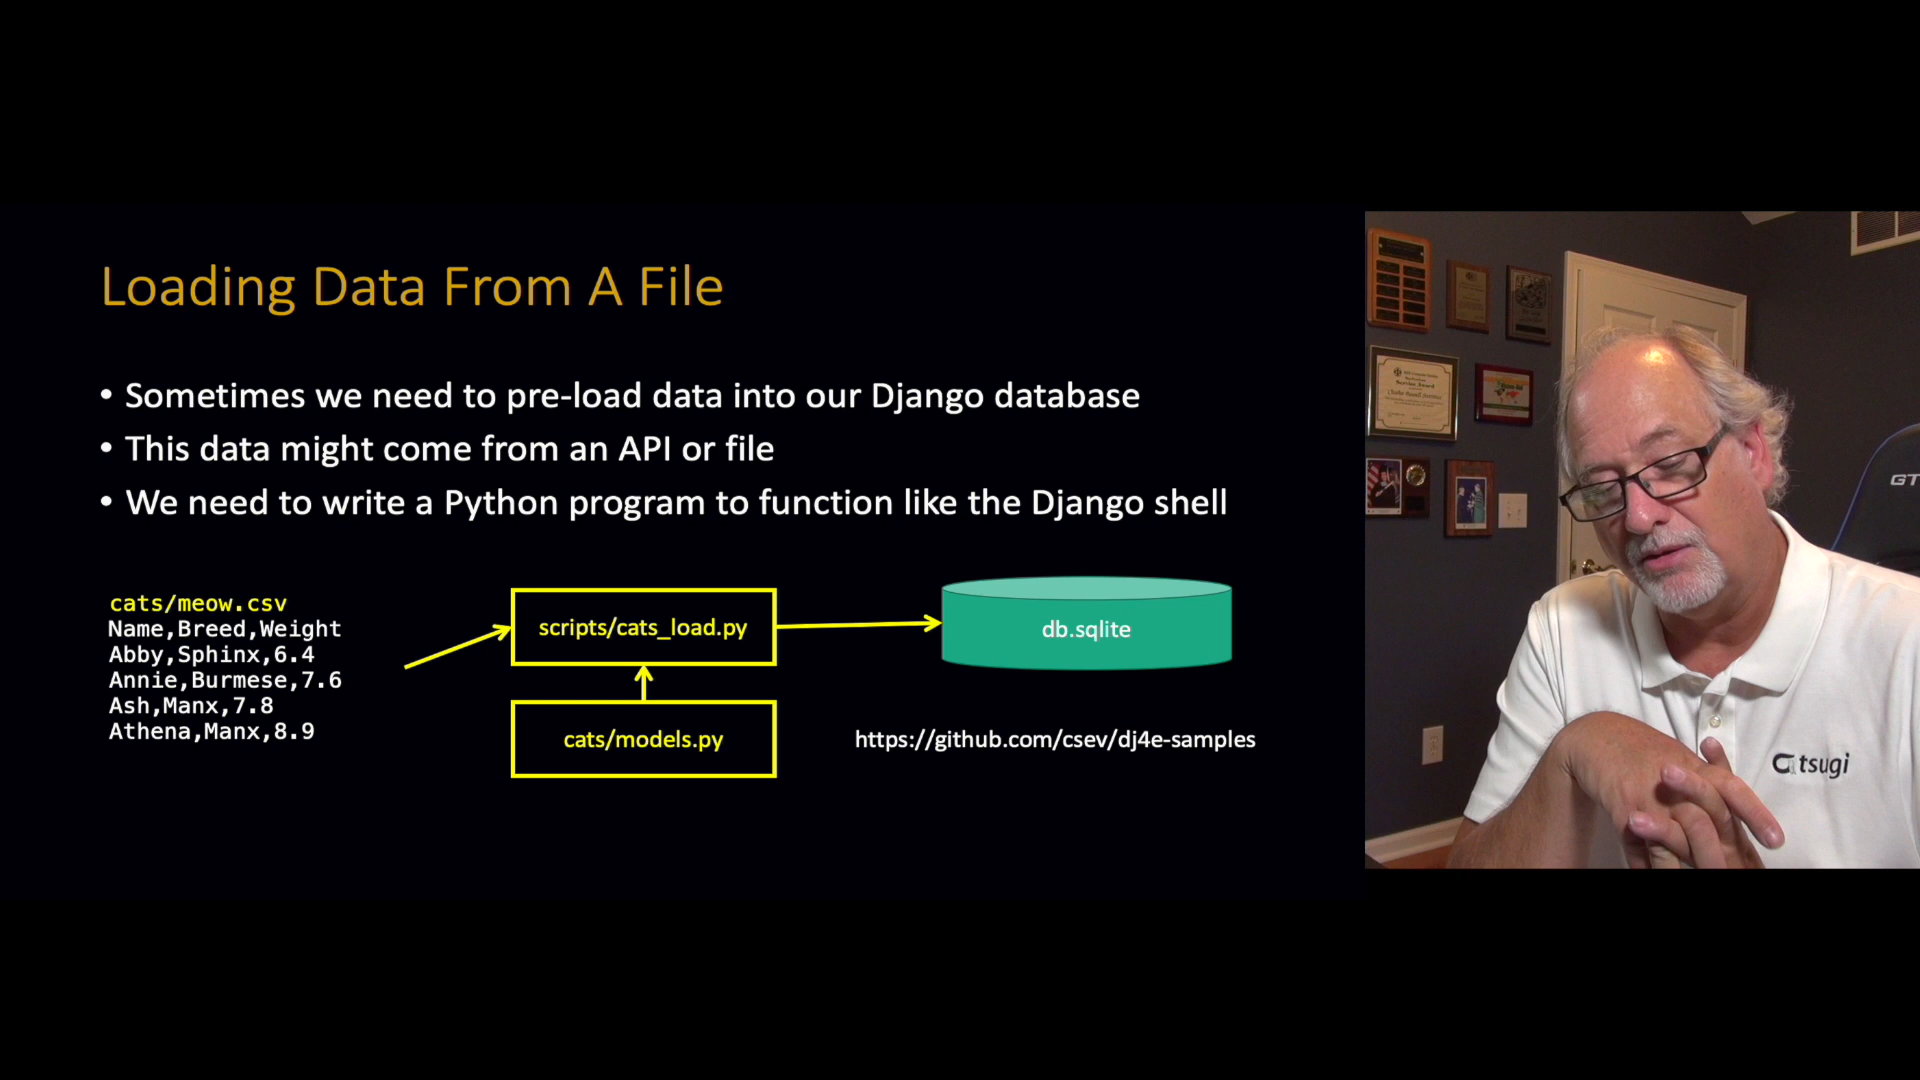 Loading Data From A File
• Sometimes we need to pre-load data into our Django database
• This data might come from an API or file
• We need to write a Python program to function like the Django shell
cats/meow.csv
Name,Breed,Weight
Abby,Sphinx,6.4
Annie,Burmese,7.6
Ash,Manx,7.8
Athena,Manx,8.9
scripts/cats_load.py
cats/models.py
db.sqlite
https://github.com/csev/dj4e-samples
GT
tsugi